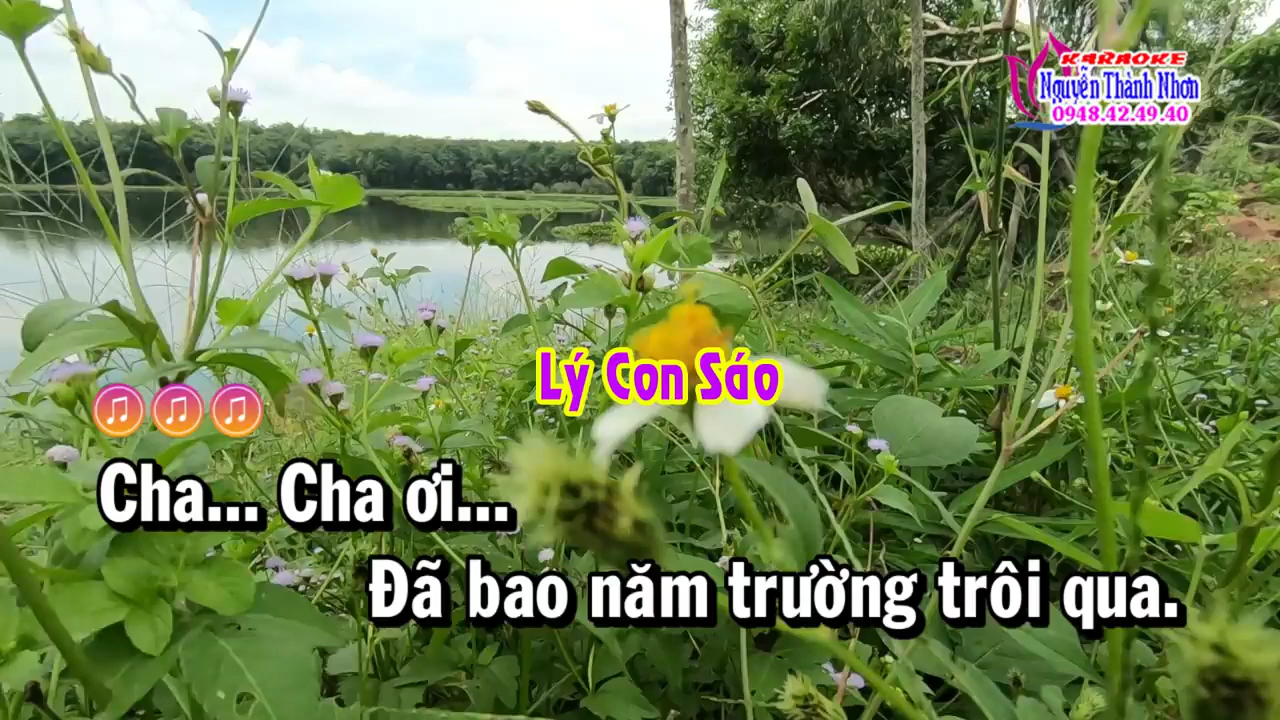 KARAOKE
Nguyễn Thành Nhơn
0948.42.49.40
Lý Con Sáo
Cha... Cha ơi...
Đã bao năm trường trôi qua.